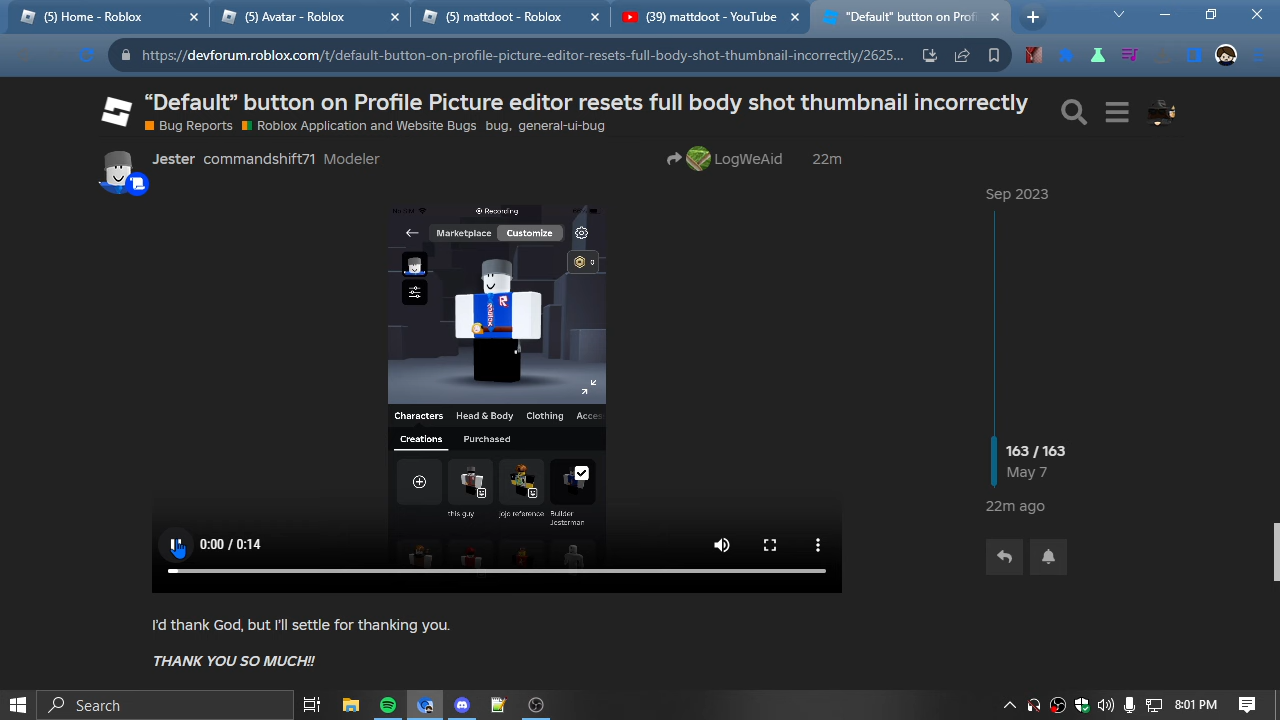 (5) Home - Roblox
(5) Avatar - Roblox
(5) mattdoot - Roblox
(39) mattdoot - YouTube
"Default" button on Profi
https://devforum.roblox.com/t/default-button-on-profile-picture-editor-resets-full-body-shot-thumbnail-incorrectly/2625...
“Default” button on Profile Picture editor resets full body shot thumbnail incorrectly
Bug Reports Roblox Application and Website Bugs bug, general-ui-bug
Jester commandshift71 Modeler LogWeAid 22m
Sep 2023
Recording
Marketplace Customize
0
Characters Head & Body Clothing Acces
Creations Purchased
this guy jojo reference Builder
Jesterman
163 / 163
May 7
22m ago
0:00 / 0:14
I’d thank God, but I’ll settle for thanking you.
THANK YOU SO MUCH!!
Search
8:01 PM